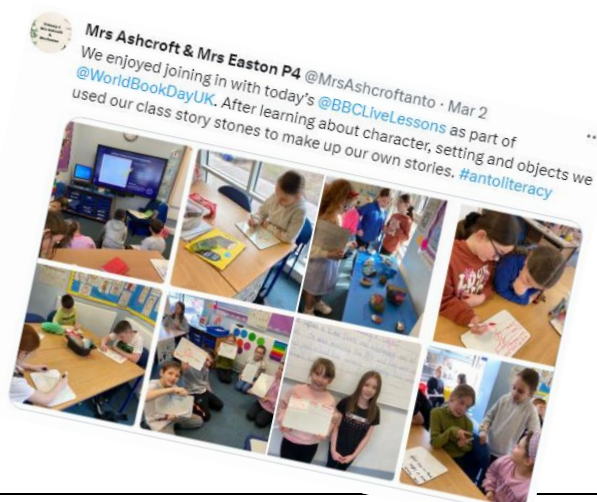 Mrs Ashcroft & Mrs Easton P4 @MrsAshcroftanto · Mar 2
We enjoyed joining in with today's @BBCLiveLessons as part of
@WorldBookDayUK. After learning about character, setting and objects we
used our class story stones to make up our own stories. #antoliteracy